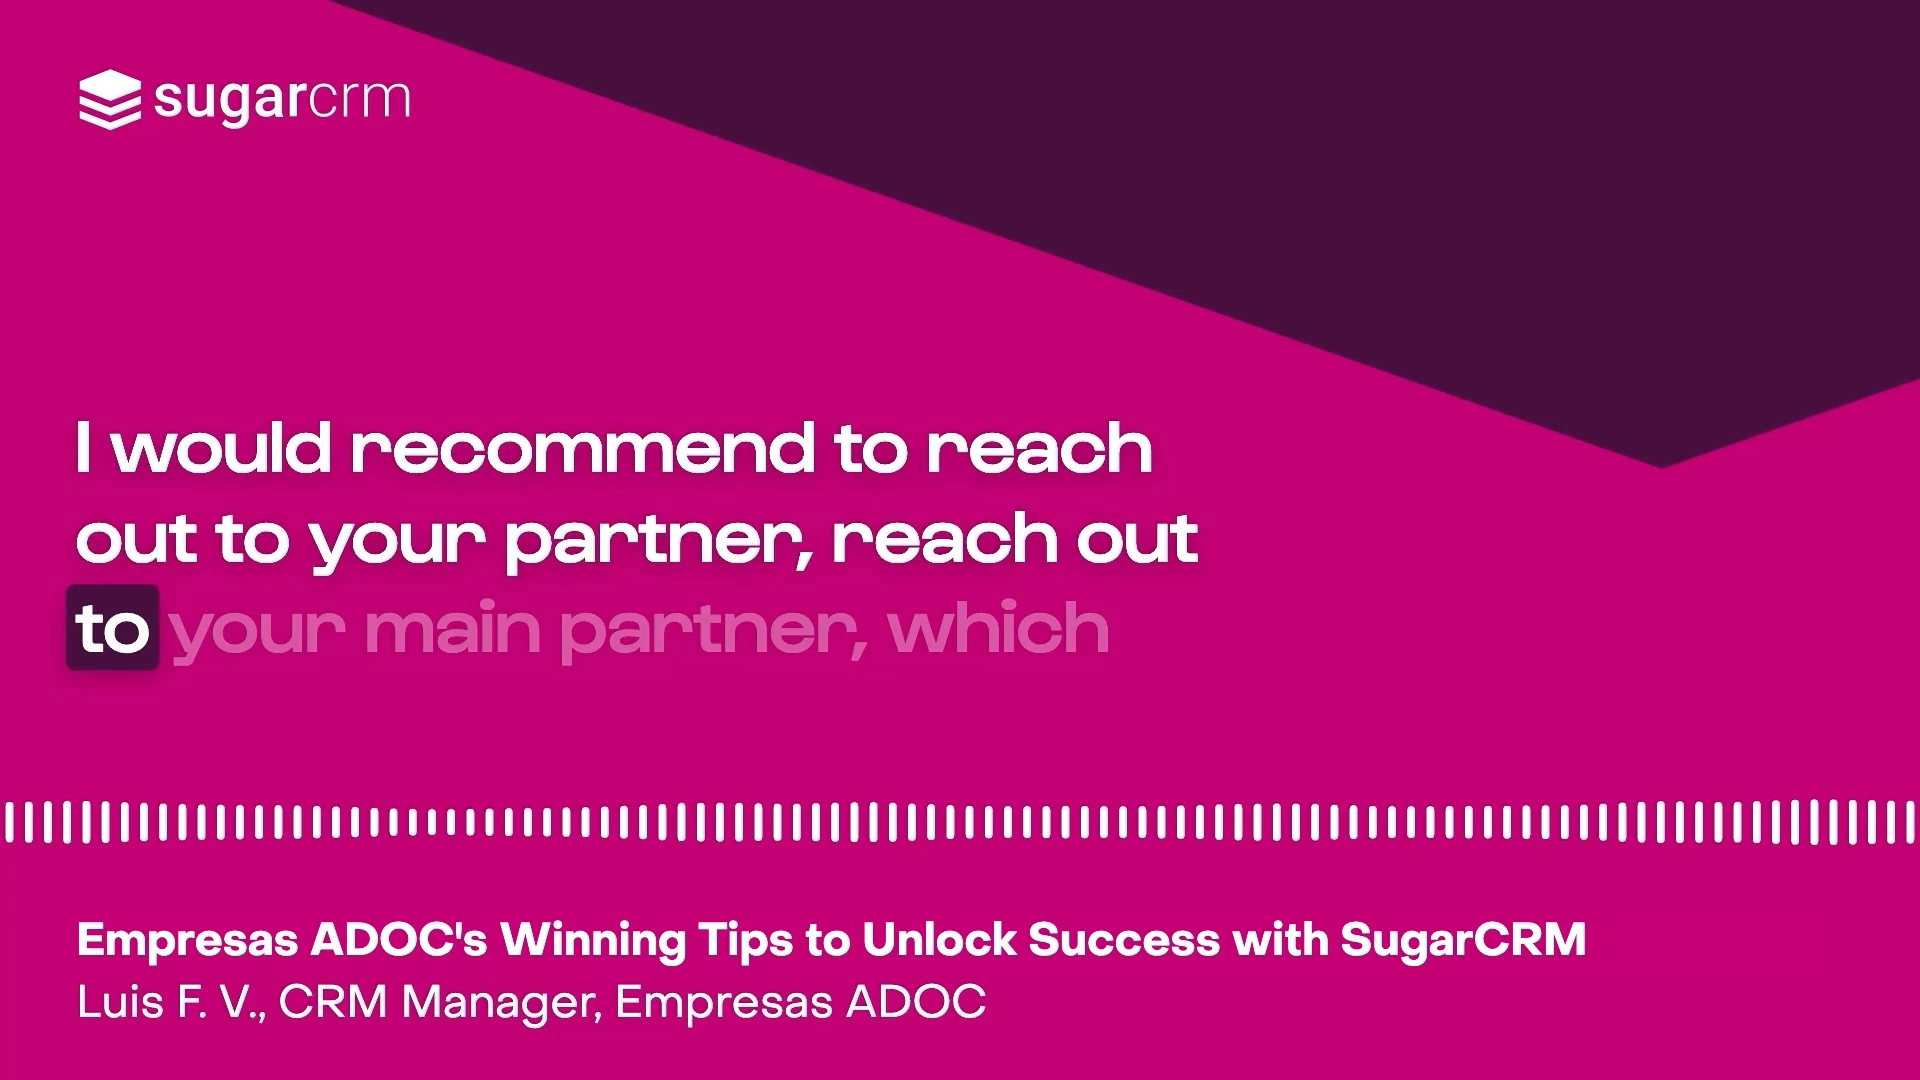 sugarcrm
I would recommend to reach
out to your partner, reach out
to your main partner, which
Empresas ADOC's Winning Tips to Unlock Success with SugarCRM
Luis F. V., CRM Manager, Empresas ADOC